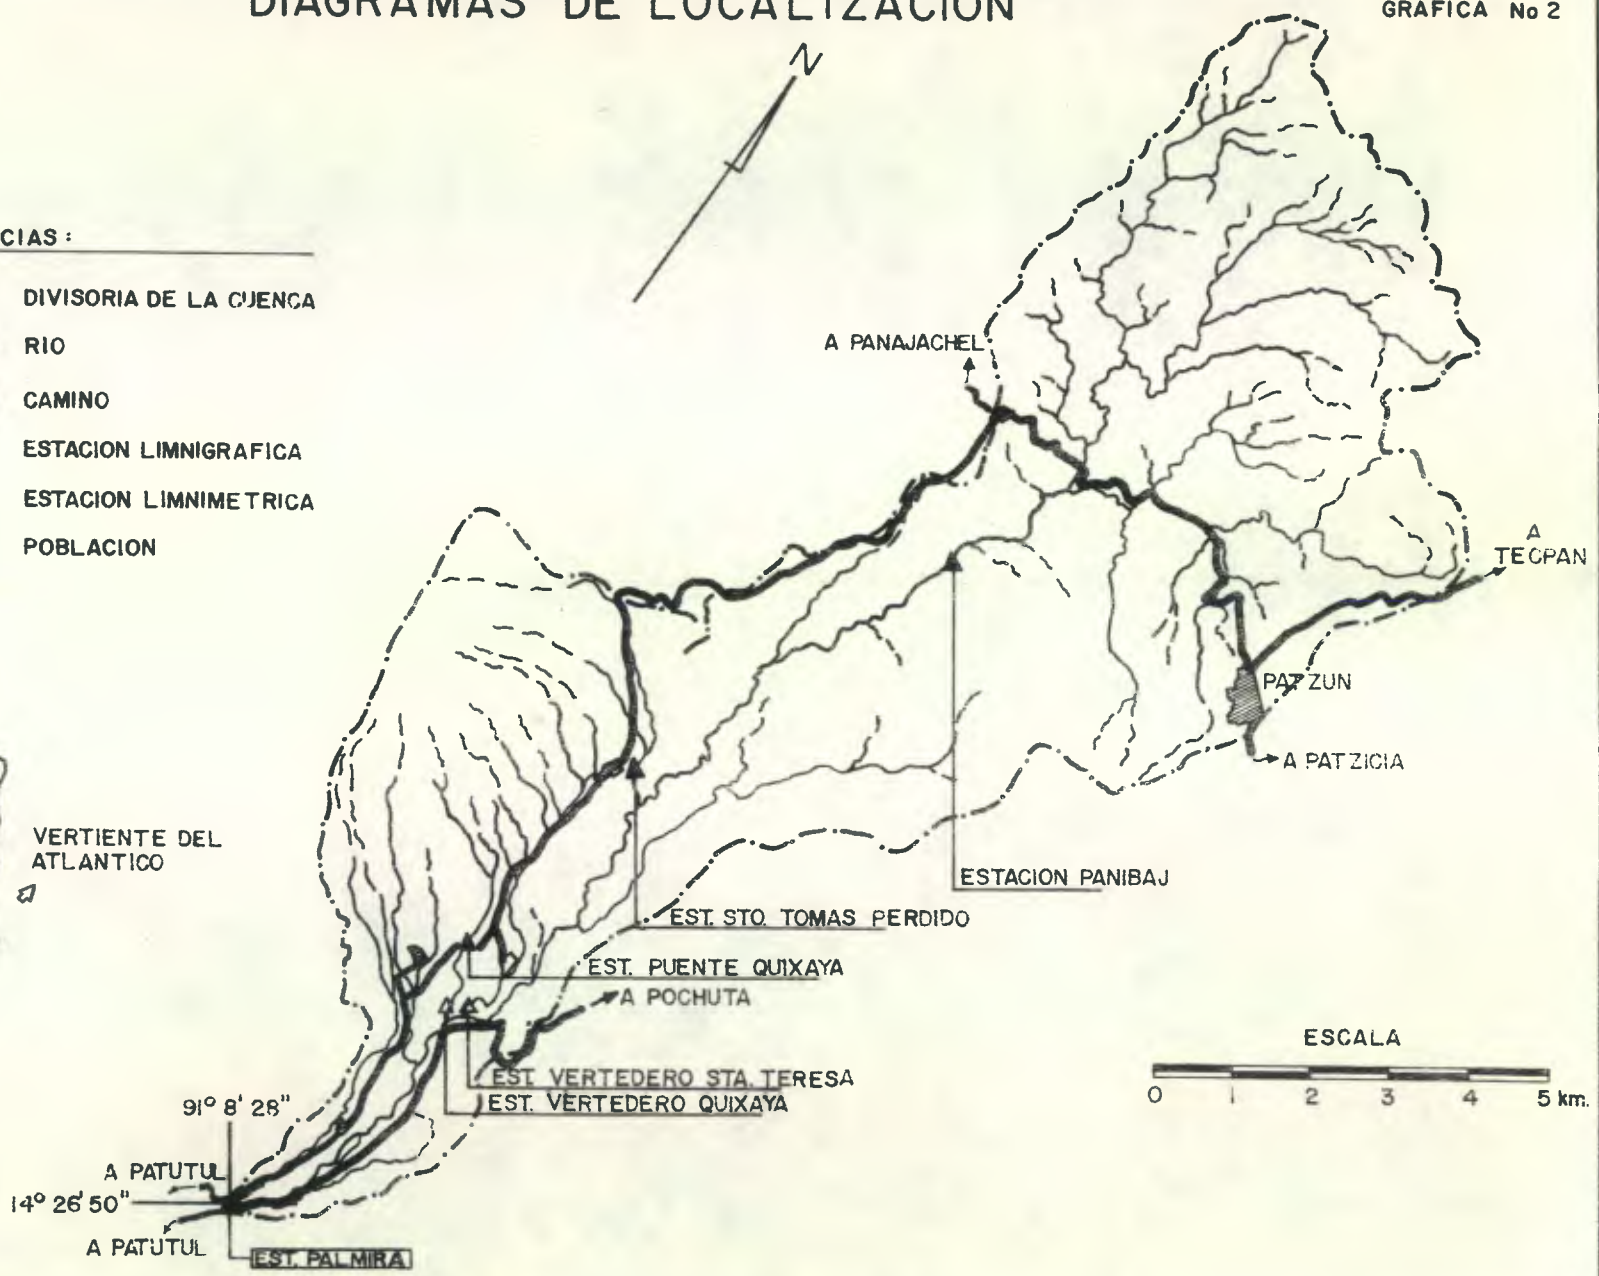 DIAGRAMAS DE LOCALIZACION
GRAFICA No 2
N
CIAS :
DIVISORIA DE LA CUENCA
RIO
CAMINO
ESTACION LIMNIGRAFICA
ESTACION LIMNIMETRICA
POBLACION
A PANAJACHEL
A
TECPAN
PATZUN
A PATZICIA
VERTIENTE DEL
ATLANTICO
ESTACION PANIBAJ
EST. STO. TOMAS PERDIDO
EST. PUENTE QUIXAYA
A POCHUTA
ESCALA
0 1 2 3 4 5 km.
EST. VERTEDERO STA. TERESA
EST. VERTEDERO QUIXAYA
91° 8' 28"
A PATUTUL
14° 26' 50"
A PATUTUL
EST. PALMIRA